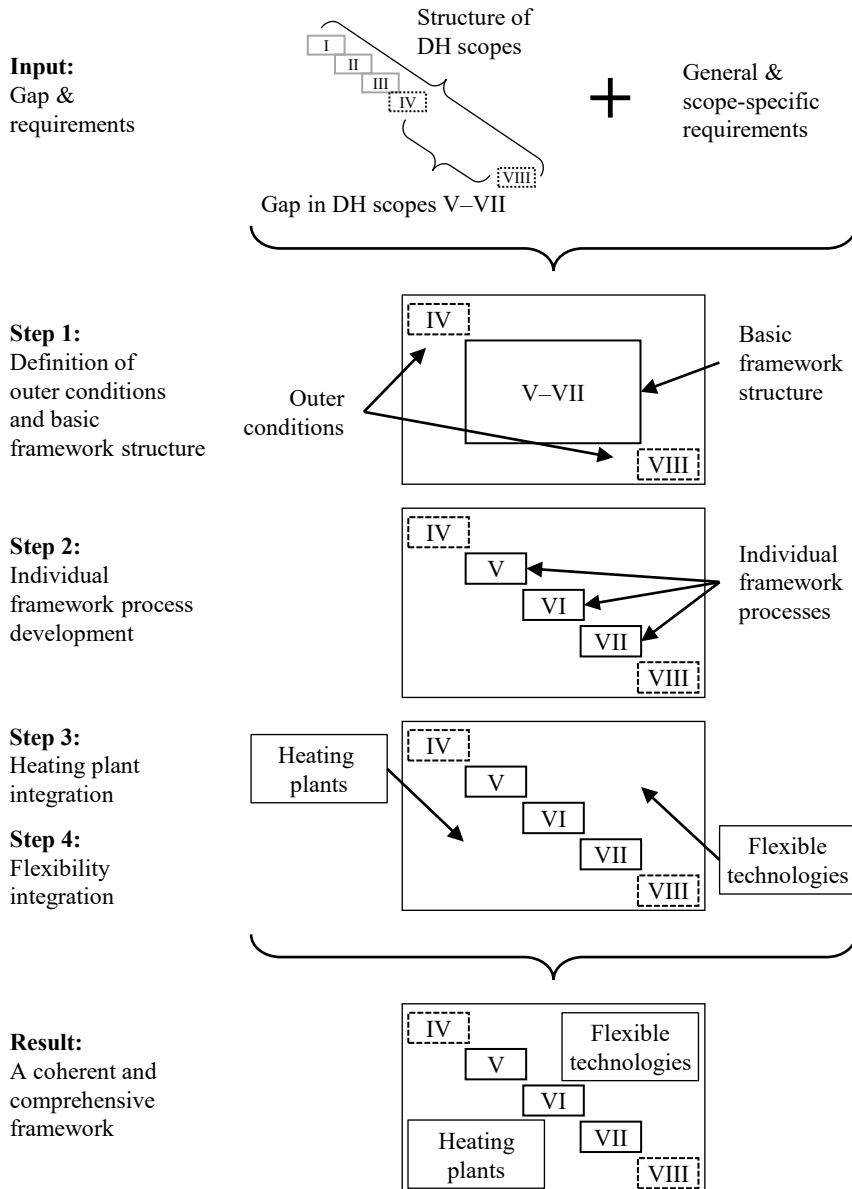 Input:
Gap &
requirements
Structure of
DH scopes
I
II
III
IV
VIII
Gap in DH scopes V–VII
+
General &
scope-specific
requirements
Step 1:
Definition of
outer conditions
and basic
framework structure
Outer
conditions
IV
V–VII
VIII
Basic
framework
structure
Step 2:
Individual
framework process
development
IV
V
VI
VII
VIII
Individual
framework
processes
Step 3:
Heating plant
integration
Step 4:
Flexibility
integration
Heating
plants
IV
V
VI
VII
VIII
Flexible
technologies
Result:
A coherent and
comprehensive
framework
IV
Flexible
technologies
V
VI
Heating
plants
VII
VIII